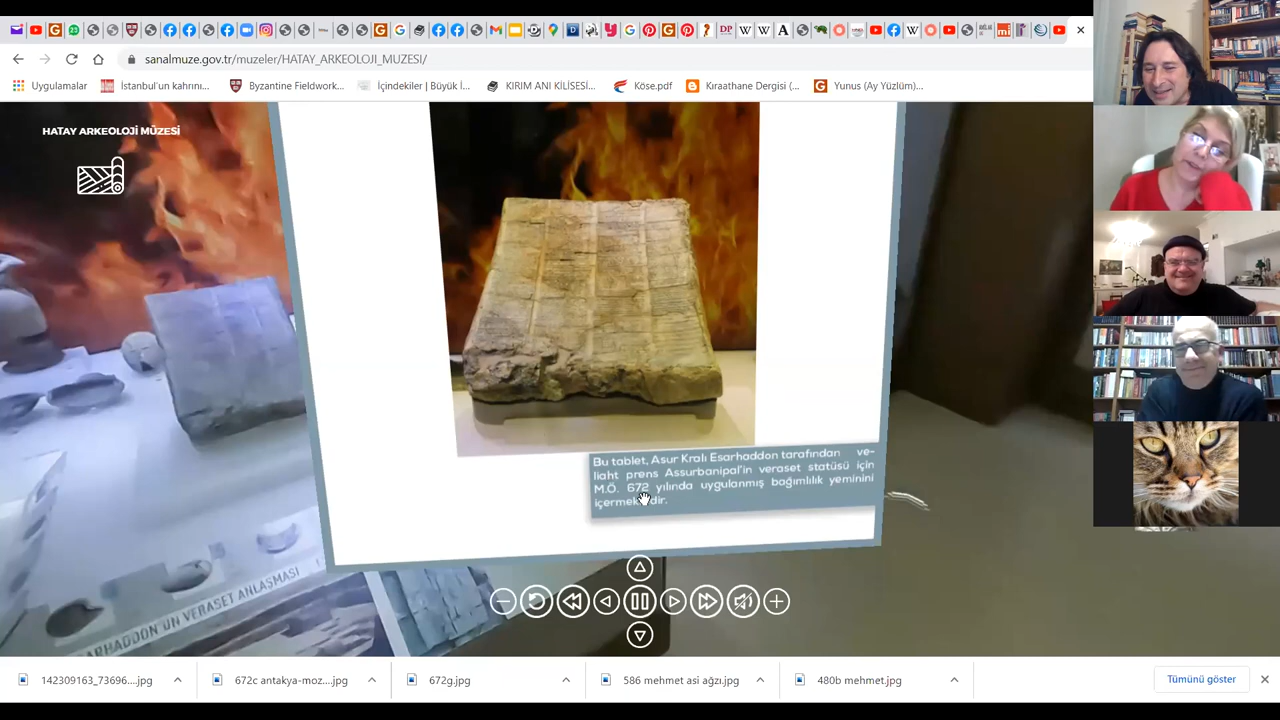 23
sanalmuze.gov.tr/muzeler/HATAY_ARKEOLOJI_MUZESI/
Uygulamalar
İstanbul'un kahrını...
Byzantine Fieldwork...
İçindekiler | Büyük İ...
KIRIM ANI KİLİSESİ...
Köse.pdf
Kıraathane Dergisi (...
Yunus (Ay Yüzlüm)...
HATAY ARKEOLOJİ MÜZESİ
Bu tablet, Asur Kralı Esarhaddon tarafından ve-
liaht prens Assurbanipal'in veraset statüsü için
M.Ö. 672 yılında uygulanmış bağımlılık yeminini
ARHADDON'UN VERASET ANLAŞMASI
142309163_73696....jpg
672c antakya-moz....jpg
672g.jpg
586 mehmet asi ağzı.jpg
480b mehmet.jpg
Tümünü göster